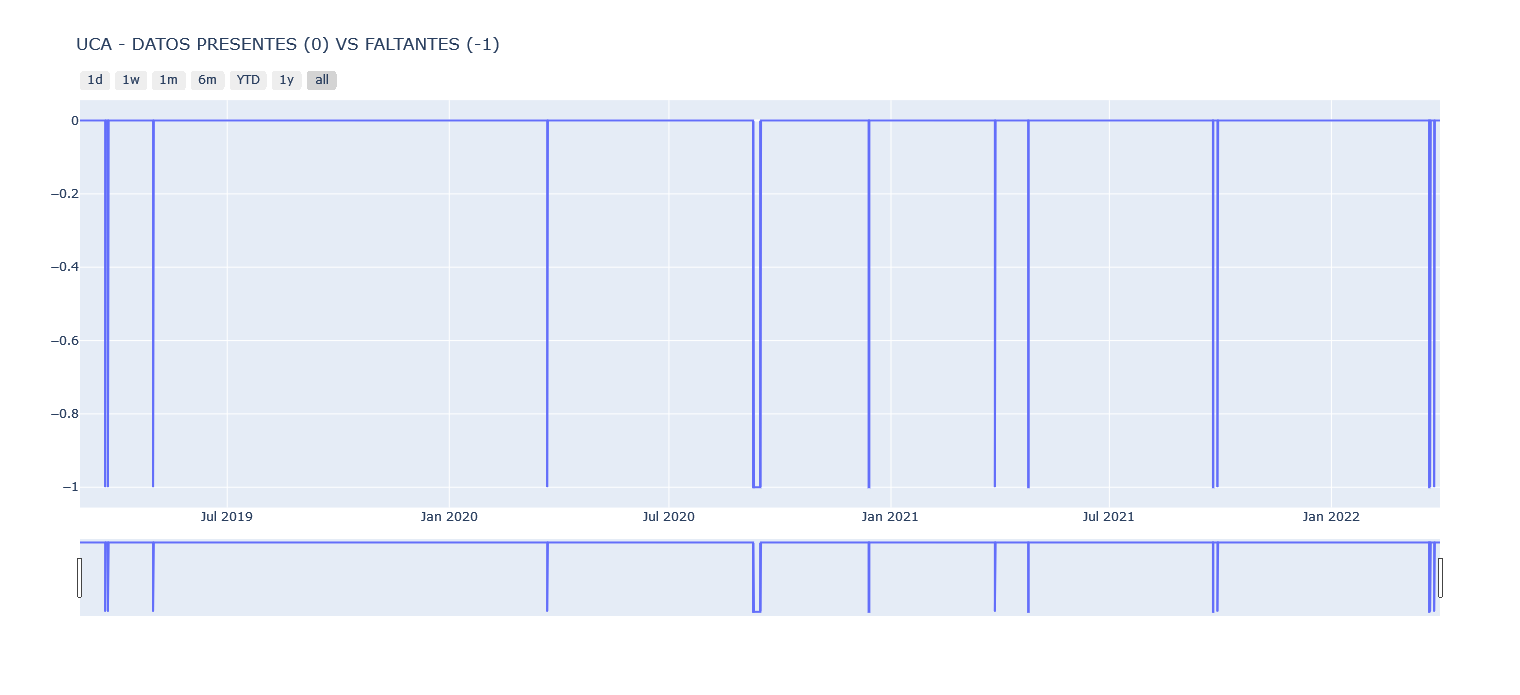 UCA - DATOS PRESENTES (0) VS FALTANTES (-1)
1d 1w 1m 6m YTD 1y all
0
−0.2
−0.4
−0.6
−0.8
−1
Jul 2019 Jan 2020 Jul 2020 Jan 2021 Jul 2021 Jan 2022